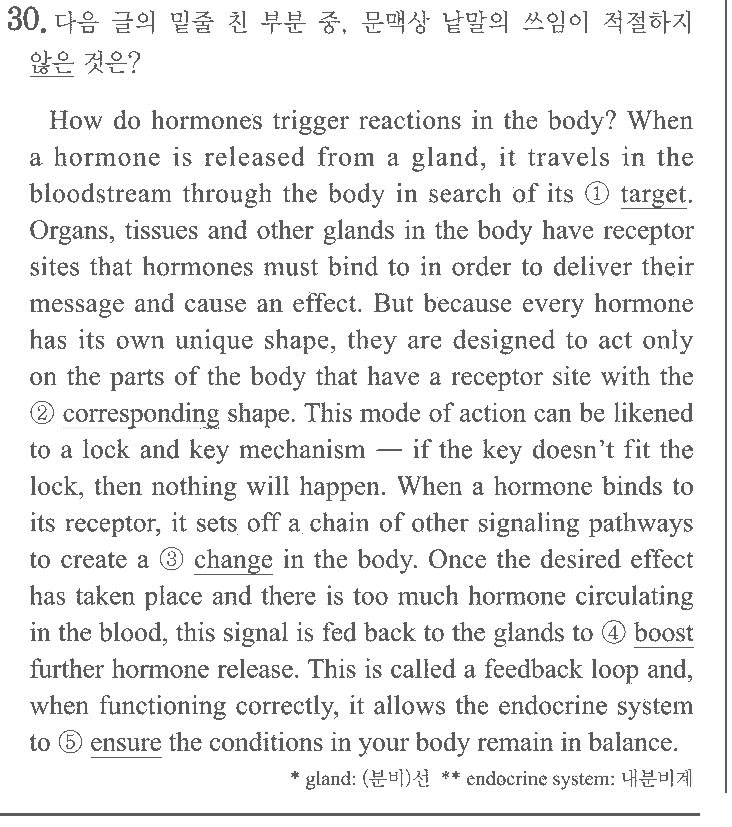 30. 다음 글의 밑줄 친 부분 중, 문맥상 낱말의 쓰임이 적절하지
않은 것은?
How do hormones trigger reactions in the body? When
a hormone is released from a gland, it travels in the
bloodstream through the body in search of its ① target.
Organs, tissues and other glands in the body have receptor
sites that hormones must bind to in order to deliver their
message and cause an effect. But because every hormone
has its own unique shape, they are designed to act only
on the parts of the body that have a receptor site with the
② corresponding shape. This mode of action can be likened
to a lock and key mechanism — if the key doesn’t fit the
lock, then nothing will happen. When a hormone binds to
its receptor, it sets off a chain of other signaling pathways
to create a ③ change in the body. Once the desired effect
has taken place and there is too much hormone circulating
in the blood, this signal is fed back to the glands to ④ boost
further hormone release. This is called a feedback loop and,
when functioning correctly, it allows the endocrine system
to ⑤ ensure the conditions in your body remain in balance.
* gland: (분비)선 ** endocrine system: 내분비계